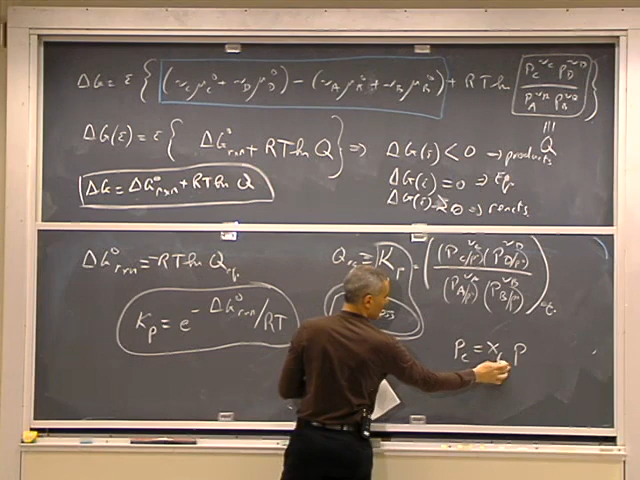 ΔG = ε { (ν_C μ_C° + ν_D μ_D°) − (ν_A μ_A° + ν_B μ_B°) + RT ln [P_C^ν_C P_D^ν_D / P_A^ν_A P_B^ν_B] }
ΔG(ε) = ε { ΔG°_rxn + RT ln Q } ⇒ ΔG(ε) < 0 ⇒ products
≡ Q
ΔG(ε) = 0 ⇒ Eq.
ΔG = ΔG°_rxn + RT ln Q
ΔG(ε) > 0 ⇒ reacts.
ΔG°_rxn = −RT ln Q_eq.
Q_eq = K_p = ((P_C/P°)^ν_C (P_D/P°)^ν_D / (P_A/P°)^ν_A (P_B/P°)^ν_B)
K_p = e^−ΔG°_rxn/RT
P_C = X_C P